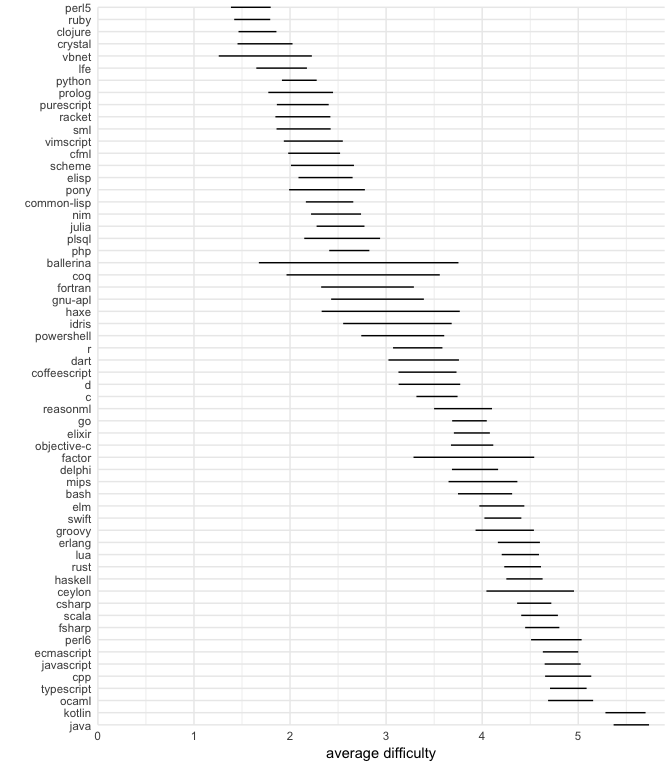 perl5
ruby
clojure
crystal
vbnet
lfe
python
prolog
purescript
racket
sml
vimscript
cfml
scheme
elisp
pony
common-lisp
nim
julia
plsql
php
ballerina
coq
fortran
gnu-apl
haxe
idris
powershell
r
dart
coffeescript
d
c
reasonml
go
elixir
objective-c
factor
delphi
mips
bash
elm
swift
groovy
erlang
lua
rust
haskell
ceylon
csharp
scala
fsharp
perl6
ecmascript
javascript
cpp
typescript
ocaml
kotlin
java
0 1 2 3 4 5
average difficulty